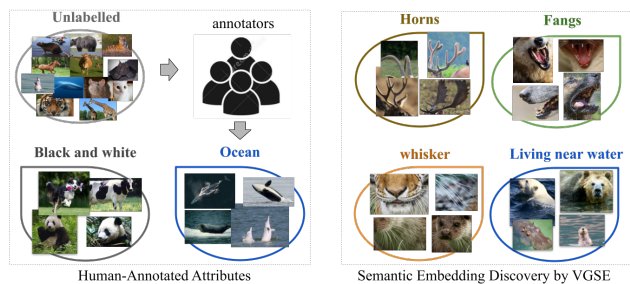 Unlabelled
annotators
Black and white
Ocean
Human-Annotated Attributes
Horns
Fangs
whisker
Living near water
Semantic Embedding Discovery by VGSE